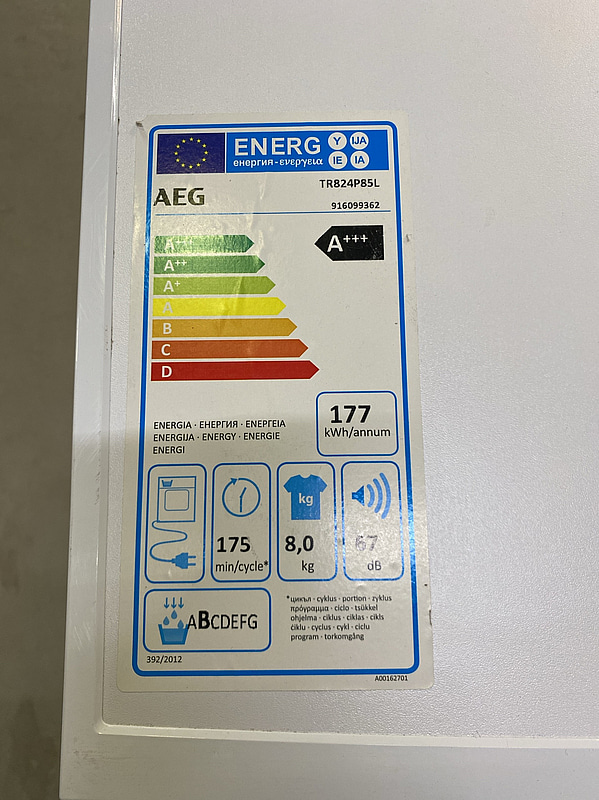 ENERG Y IJA
енергия - ενεργεια IE IA
AEG
TR824P85L
916099362
A+++
A+++
A++
A+
A
B
C
D
ENERGIA · ЕНЕРГИЯ · ΕΝΕΡΓΕΙΑ
ENERGIJA · ENERGY · ENERGIE
ENERGI
177
kWh/annum
175
min/cycle*
8,0
kg
kg
67
dB
ABCDEFG
*цикъл · cyklus · portion · zyklus
πρόγραμμα · ciclo · tsükkel
ohjelma · ciklus · ciklas · cikls
ċiklu · cyclus · cykl · ciclu
program · torkomgång
392/2012
A00162701